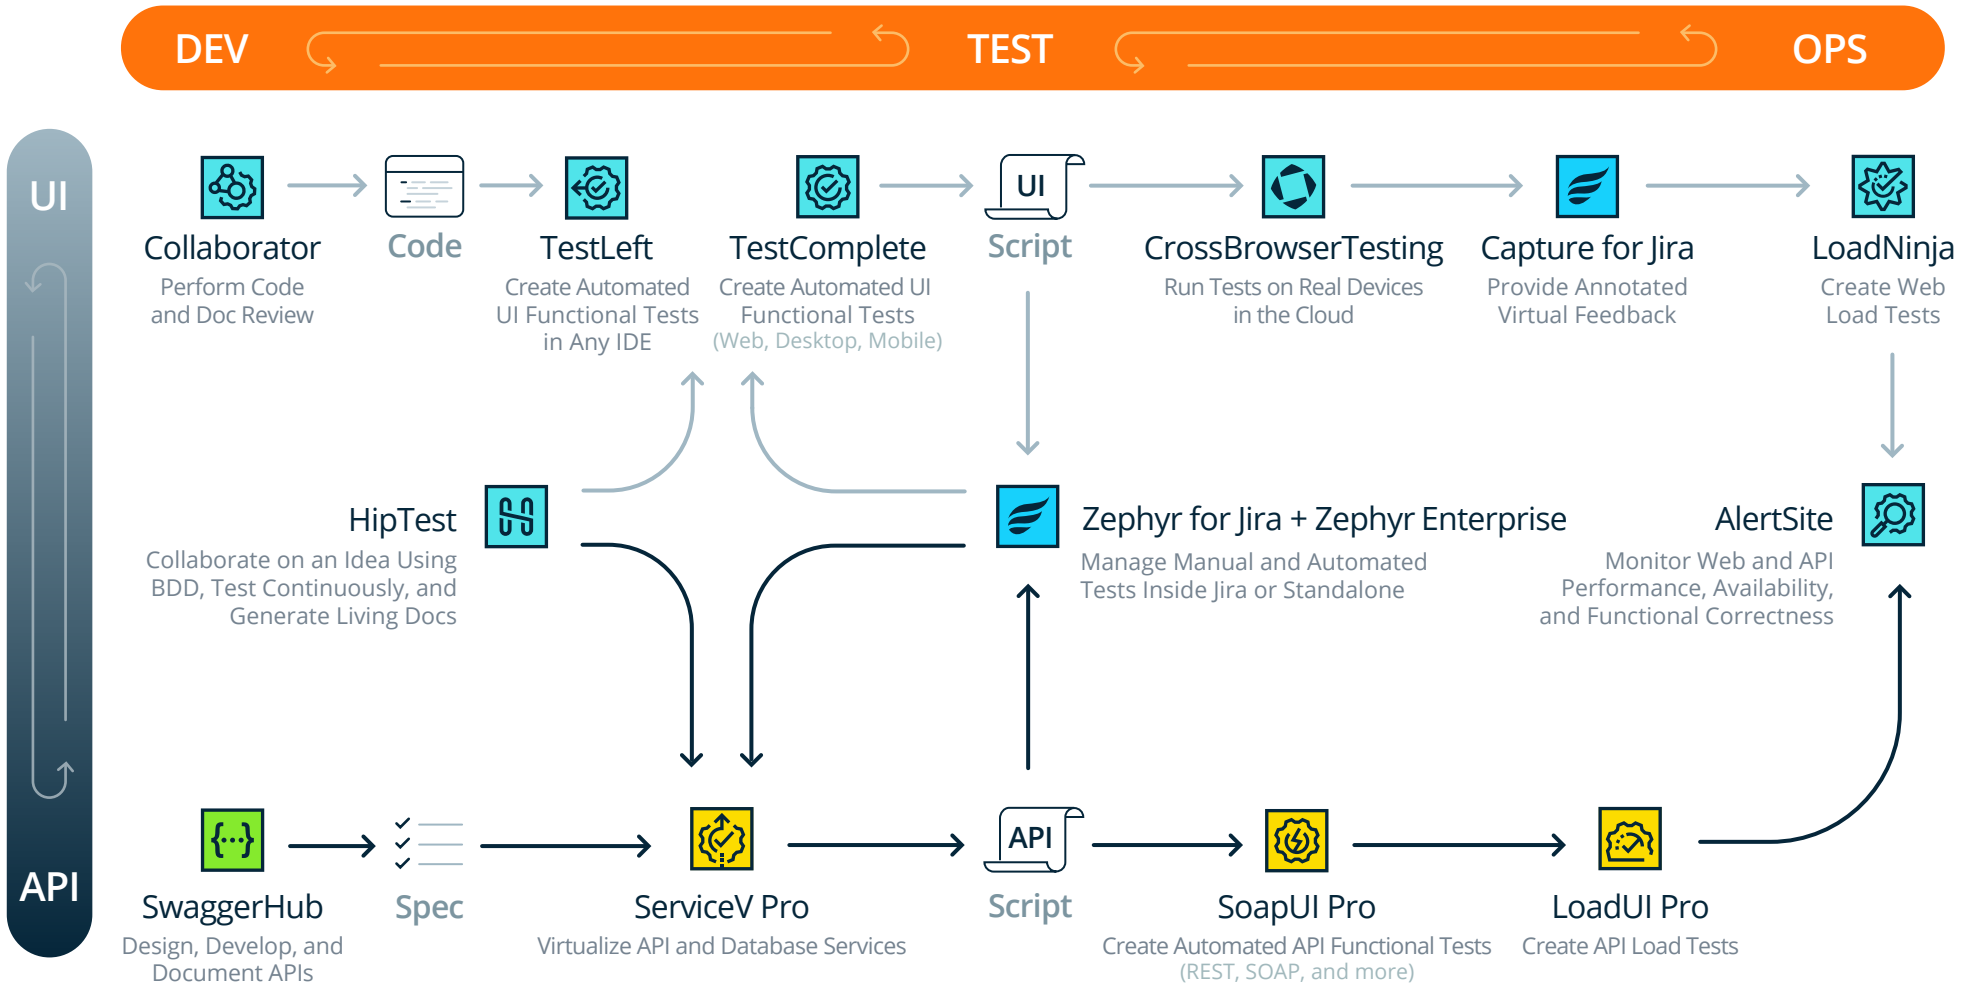 DEV
TEST
OPS
UI
API
Collaborator
Perform Code
and Doc Review
Code
TestLeft
Create Automated
UI Functional Tests
in Any IDE
TestComplete
Create Automated UI
Functional Tests
(Web, Desktop, Mobile)
UI
Script
CrossBrowserTesting
Run Tests on Real Devices
in the Cloud
Capture for Jira
Provide Annotated
Virtual Feedback
LoadNinja
Create Web
Load Tests
HipTest
Collaborate on an Idea Using
BDD, Test Continuously, and
Generate Living Docs
Zephyr for Jira + Zephyr Enterprise
Manage Manual and Automated
Tests Inside Jira or Standalone
AlertSite
Monitor Web and API
Performance, Availability,
and Functional Correctness
{...}
SwaggerHub
Design, Develop, and
Document APIs
Spec
ServiceV Pro
Virtualize API and Database Services
API
Script
SoapUI Pro
Create Automated API Functional Tests
(REST, SOAP, and more)
LoadUI Pro
Create API Load Tests